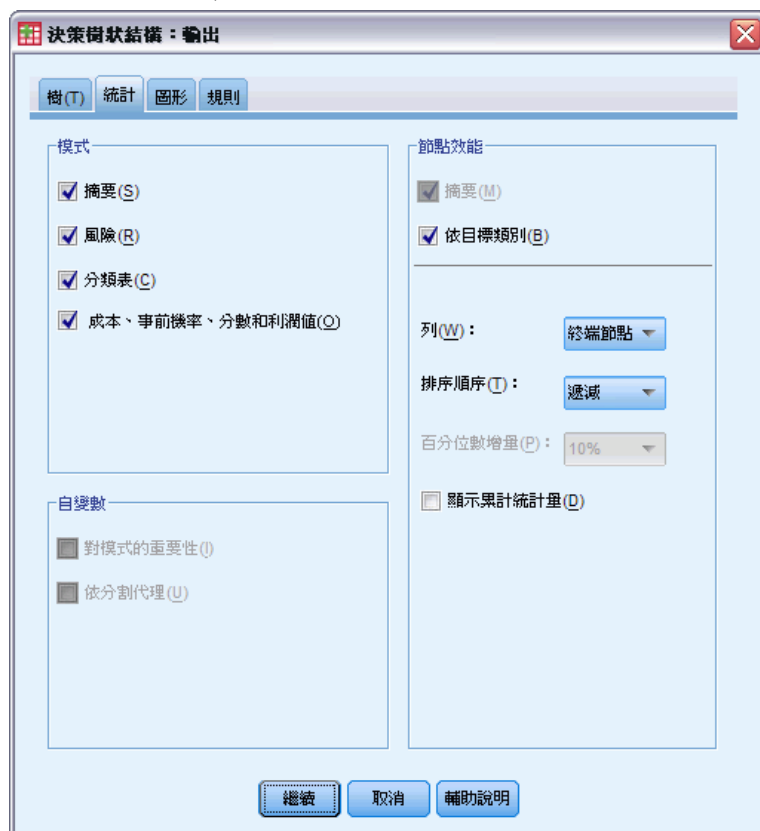 決策樹狀結構：輸出
樹(T) 統計 圖形 規則
模式
摘要(S)
風險(R)
分類表(C)
成本、事前機率、分數和利潤值(O)
自變數
對模式的重要性(I)
依分割代理(U)
節點效能
摘要(M)
依目標類別(B)
列(W)： 終端節點
排序順序(T)： 遞減
百分位數增量(P)： 10%
顯示累計統計量(D)
繼續 取消 輔助說明